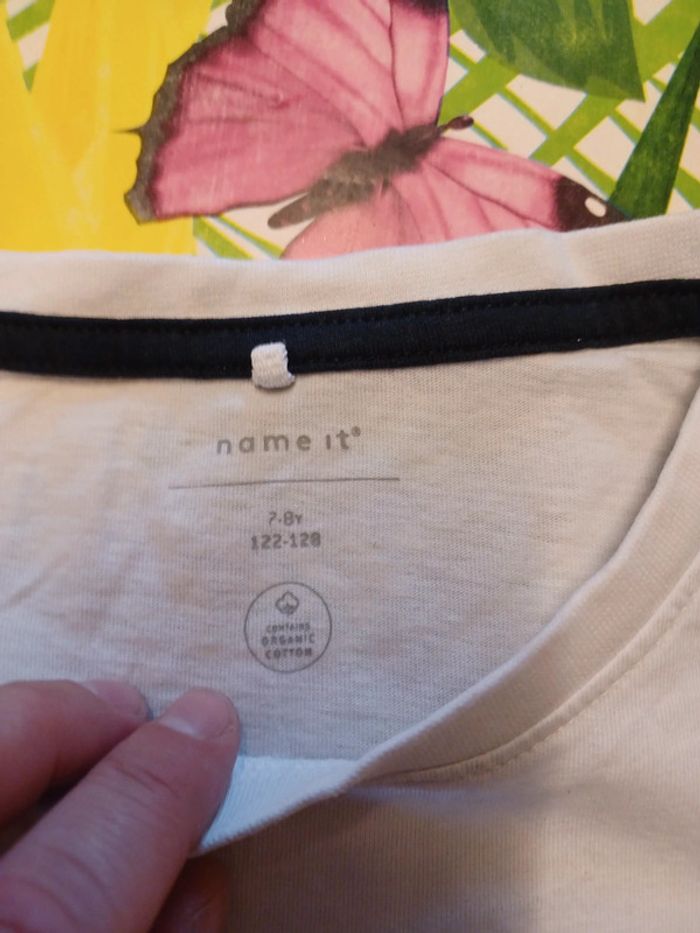 name it®
7-8Y
122-128
CONTAINS
ORGANIC
COTTON